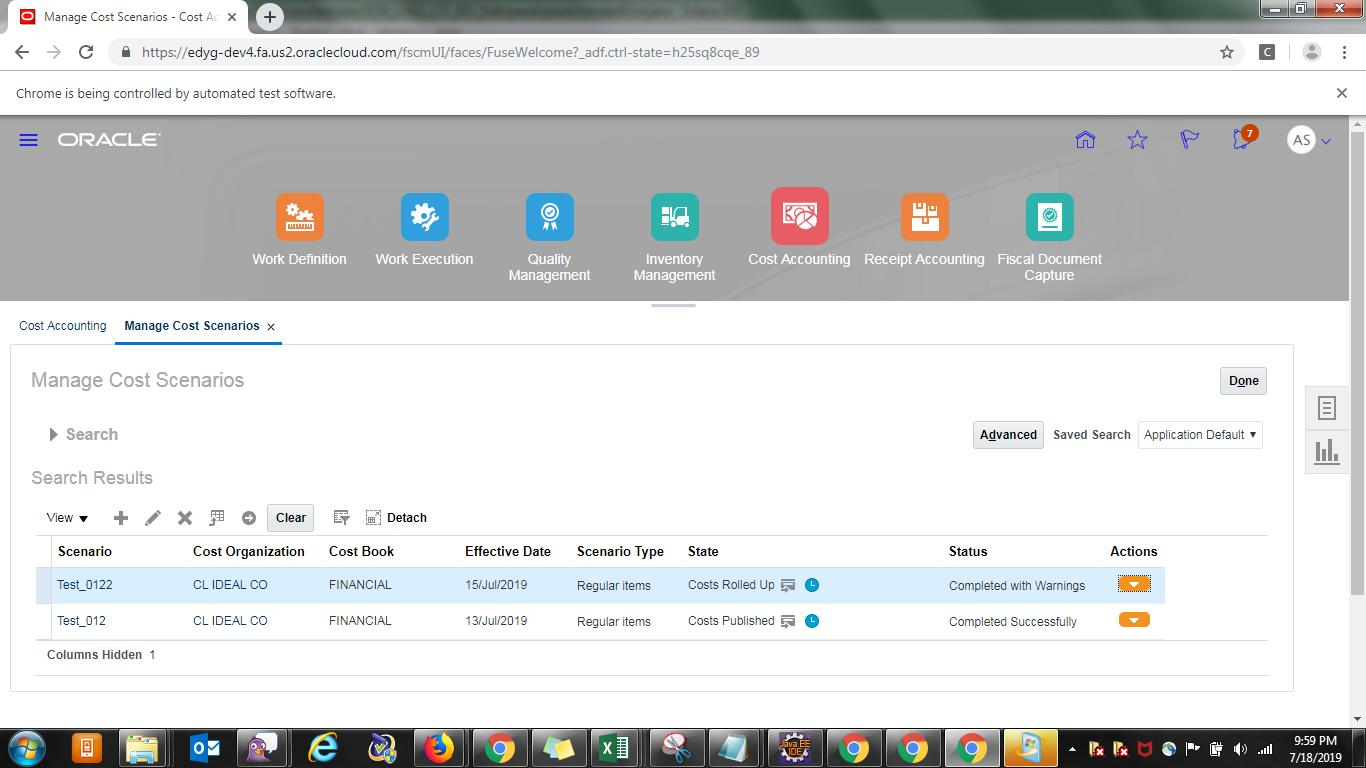 Manage Cost Scenarios - Cost Ac
https://edyg-dev4.fa.us2.oraclecloud.com/fscmUI/faces/FuseWelcome?_adf.ctrl-state=h25sq8cqe_89
C
Chrome is being controlled by automated test software.
ORACLE
7
AS
Work Definition
Work Execution
Quality
Management
Inventory
Management
Cost Accounting
Receipt Accounting
Fiscal Document
Capture
Cost Accounting Manage Cost Scenarios
Manage Cost Scenarios
Done
Search
Advanced Saved Search Application Default
Search Results
View Clear Detach
Scenario Cost Organization Cost Book Effective Date Scenario Type State Status Actions
Test_0122 CL IDEAL CO FINANCIAL 15/Jul/2019 Regular items Costs Rolled Up Completed with Warnings
Test_012 CL IDEAL CO FINANCIAL 13/Jul/2019 Regular items Costs Published Completed Successfully
Columns Hidden 1
Java EE
IDE
9:59 PM
7/18/2019